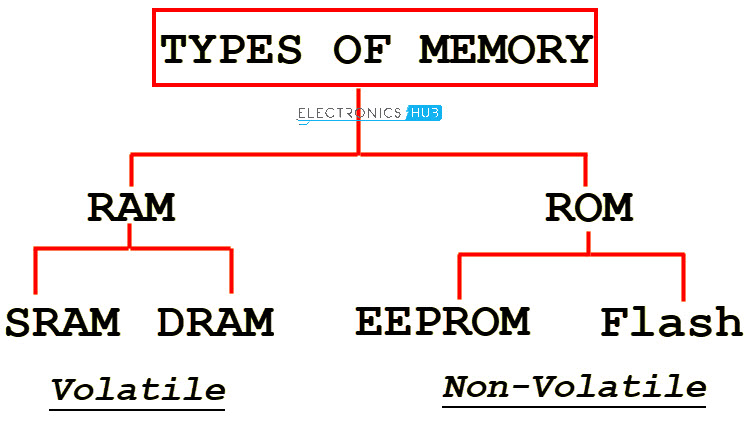 TYPES OF MEMORY
ELECTRONICS HUB
RAM
ROM
SRAM DRAM
EEPROM Flash
Volatile
Non-Volatile